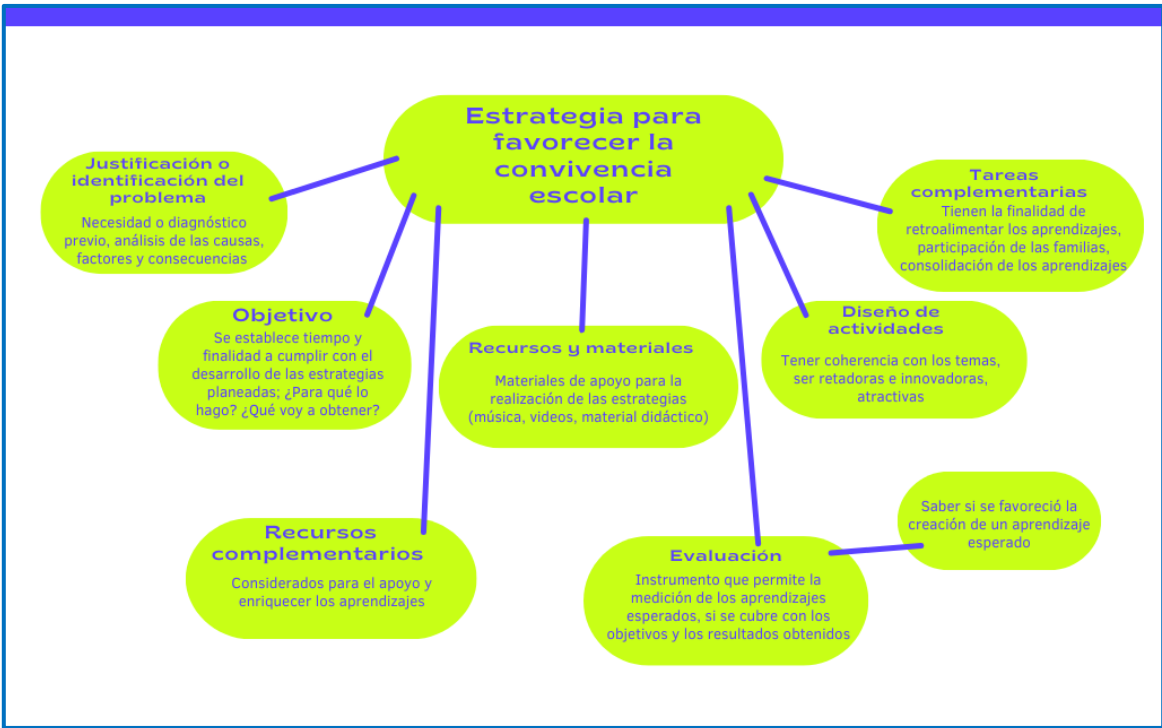 Estrategia para
favorecer la
convivencia
escolar
Justificación o
identificación del
problema
Necesidad o diagnóstico
previo, análisis de las causas,
factores y consecuencias
Tareas
complementarias
Tienen la finalidad de
retroalimentar los aprendizajes,
participación de las familias,
consolidación de los aprendizajes
Objetivo
Se establece tiempo y
finalidad a cumplir con el
desarrollo de las estrategias
planeadas; ¿Para qué lo
hago? ¿Qué voy a obtener?
Recursos y materiales
Materiales de apoyo para la
realización de las estrategias
(música, videos, material didáctico)
Diseño de
actividades
Tener coherencia con los temas,
ser retadoras e innovadoras,
atractivas
Recursos
complementarios
Considerados para el apoyo y
enriquecer los aprendizajes
Evaluación
Instrumento que permite la
medición de los aprendizajes
esperados, si se cubre con los
objetivos y los resultados obtenidos
Saber si se favoreció la
creación de un aprendizaje
esperado